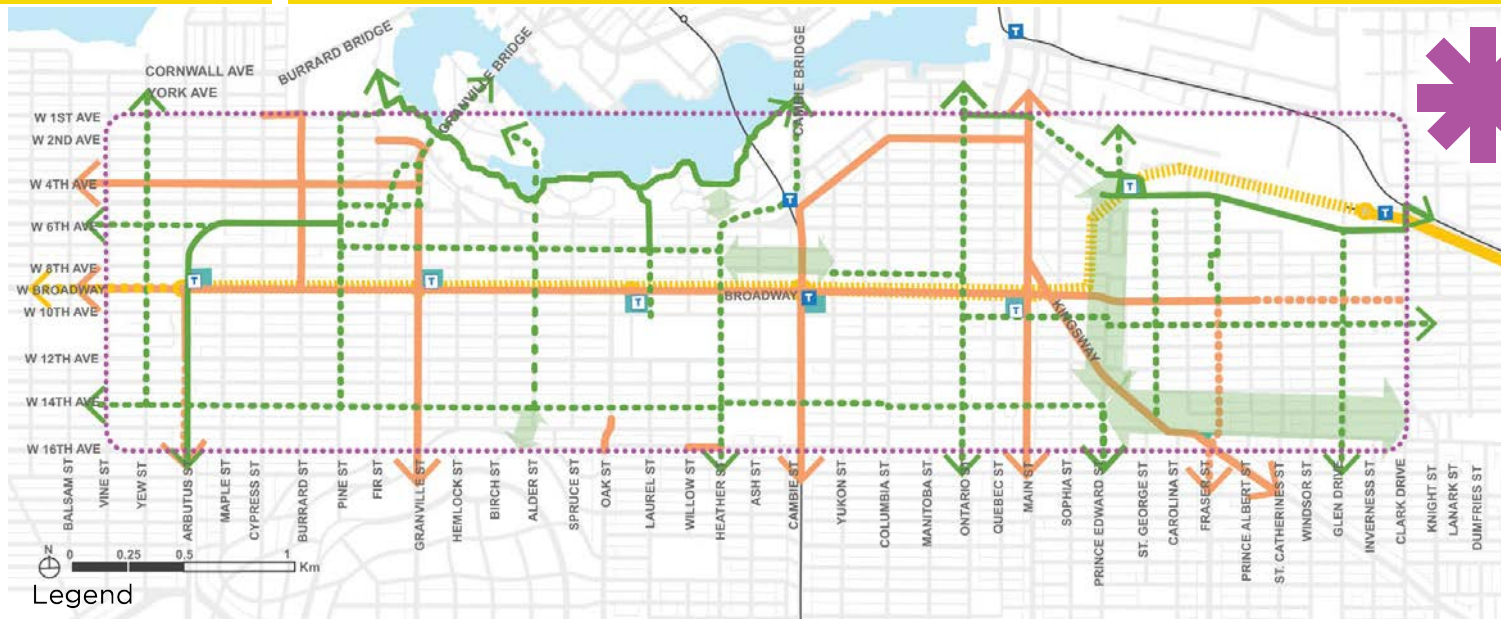 BURRARD BRIDGE
GRANVILLE BRIDGE
CAMBIE BRIDGE
T
CORNWALL AVE
YORK AVE
W 1ST AVE
W 2ND AVE
W 4TH AVE
T
T
T
W 6TH AVE
W 8TH AVE
T
T
W BROADWAY
BROADWAY
T
T
T
W 10TH AVE
KINGSWAY
W 12TH AVE
W 14TH AVE
W 16TH AVE
BALSAM ST
VINE ST
YEW ST
ARBUTUS ST
MAPLE ST
CYPRESS ST
BURRARD ST
PINE ST
FIR ST
GRANVILLE ST
HEMLOCK ST
BIRCH ST
ALDER ST
SPRUCE ST
OAK ST
LAUREL ST
WILLOW ST
HEATHER ST
ASH ST
CAMBIE ST
YUKON ST
COLUMBIA ST
MANITOBA ST
ONTARIO ST
QUEBEC ST
MAIN ST
SOPHIA ST
PRINCE EDWARD ST
ST. GEORGE ST
CAROLINA ST
FRASER ST
PRINCE ALBERT ST
ST. CATHERINES ST
WINDSOR ST
GLEN DRIVE
INVERNESS ST
CLARK DRIVE
KNIGHT ST
LANARK ST
DUMFRIES ST
N
0 0.25 0.5 1
Km
Legend